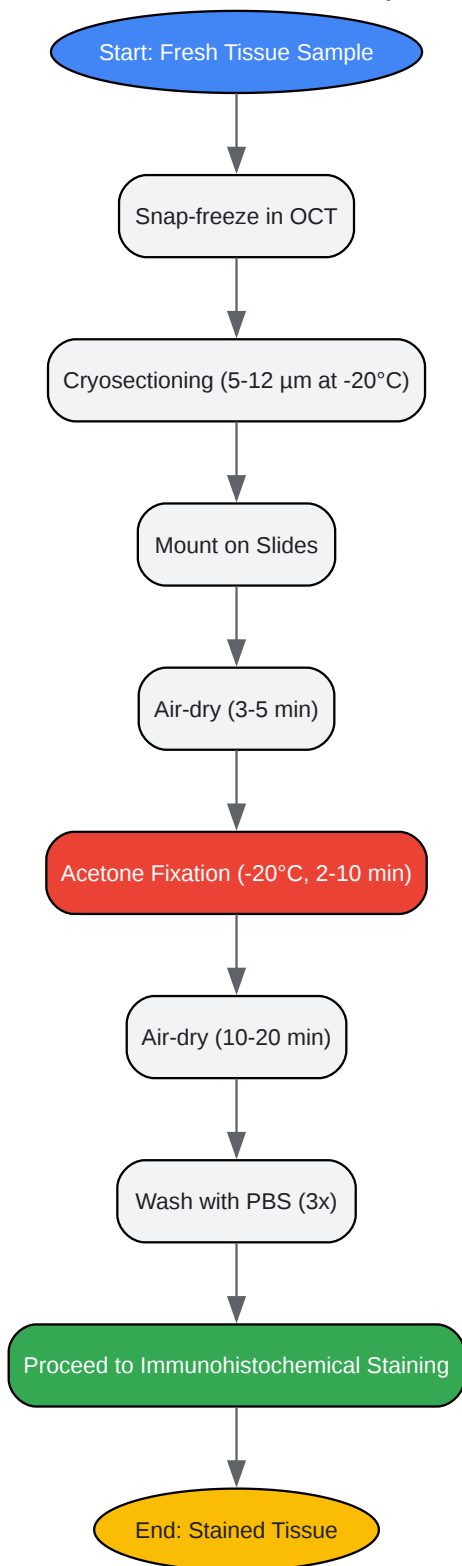 Start: Fresh Tissue Sample
Snap-freeze in OCT
Cryosectioning (5-12 µm at -20°C)
Mount on Slides
Air-dry (3-5 min)
Acetone Fixation (-20°C, 2-10 min)
Air-dry (10-20 min)
Wash with PBS (3x)
Proceed to Immunohistochemical Staining
End: Stained Tissue